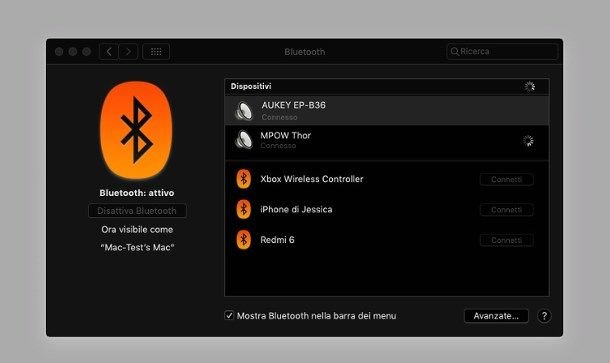 Bluetooth
Ricerca
Dispositivi
AUKEY EP-B36
Connesso
MPOW Thor
Connesso
Xbox Wireless Controller
Connetti
iPhone di Jessica
Connetti
Redmi 6
Connetti
Bluetooth: attivo
Disattiva Bluetooth
Ora visibile come
“Mac-Test's Mac”
Mostra Bluetooth nella barra dei menu
Avanzate...
?